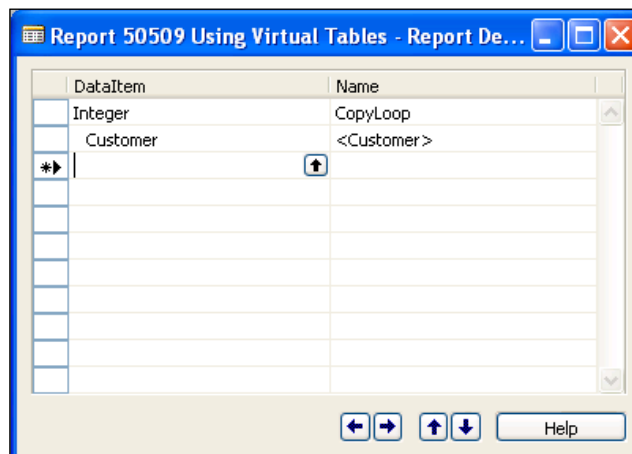 Report 50509 Using Virtual Tables - Report De...
DataItem Name
Integer CopyLoop
Customer <Customer>
Help